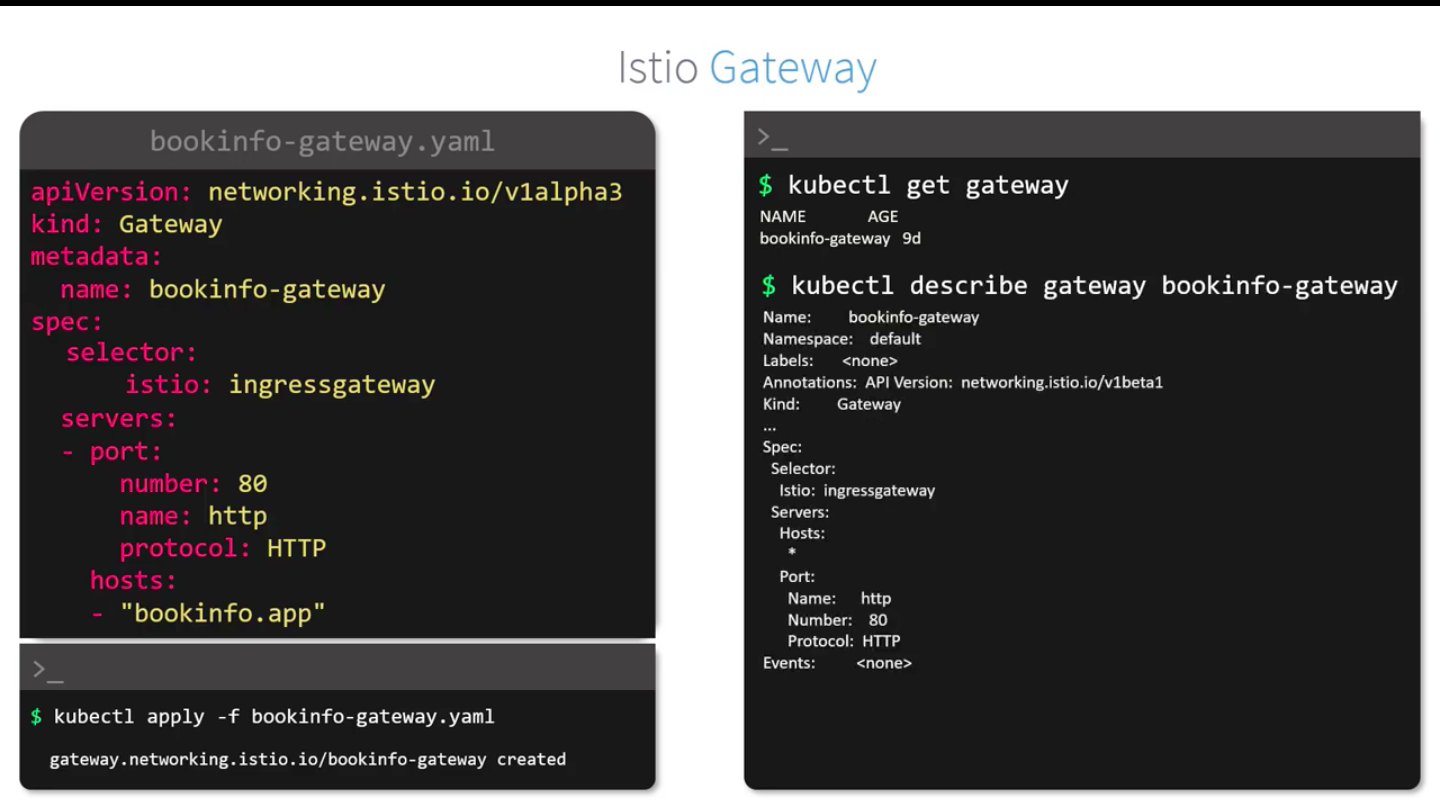 Istio Gateway
bookinfo-gateway.yaml
apiVersion: networking.istio.io/v1alpha3
kind: Gateway
metadata:
  name: bookinfo-gateway
spec:
  selector:
      istio: ingressgateway
  servers:
  - port:
      number: 80
      name: http
      protocol: HTTP
    hosts:
    - "bookinfo.app"
>_
$ kubectl apply -f bookinfo-gateway.yaml
gateway.networking.istio.io/bookinfo-gateway created
>_
$ kubectl get gateway
NAME AGE
bookinfo-gateway 9d
$ kubectl describe gateway bookinfo-gateway
Name: bookinfo-gateway
Namespace: default
Labels: <none>
Annotations: API Version: networking.istio.io/v1beta1
Kind: Gateway
...
Spec:
  Selector:
    Istio: ingressgateway
  Servers:
    Hosts:
      *
    Port:
      Name: http
      Number: 80
      Protocol: HTTP
Events: <none>